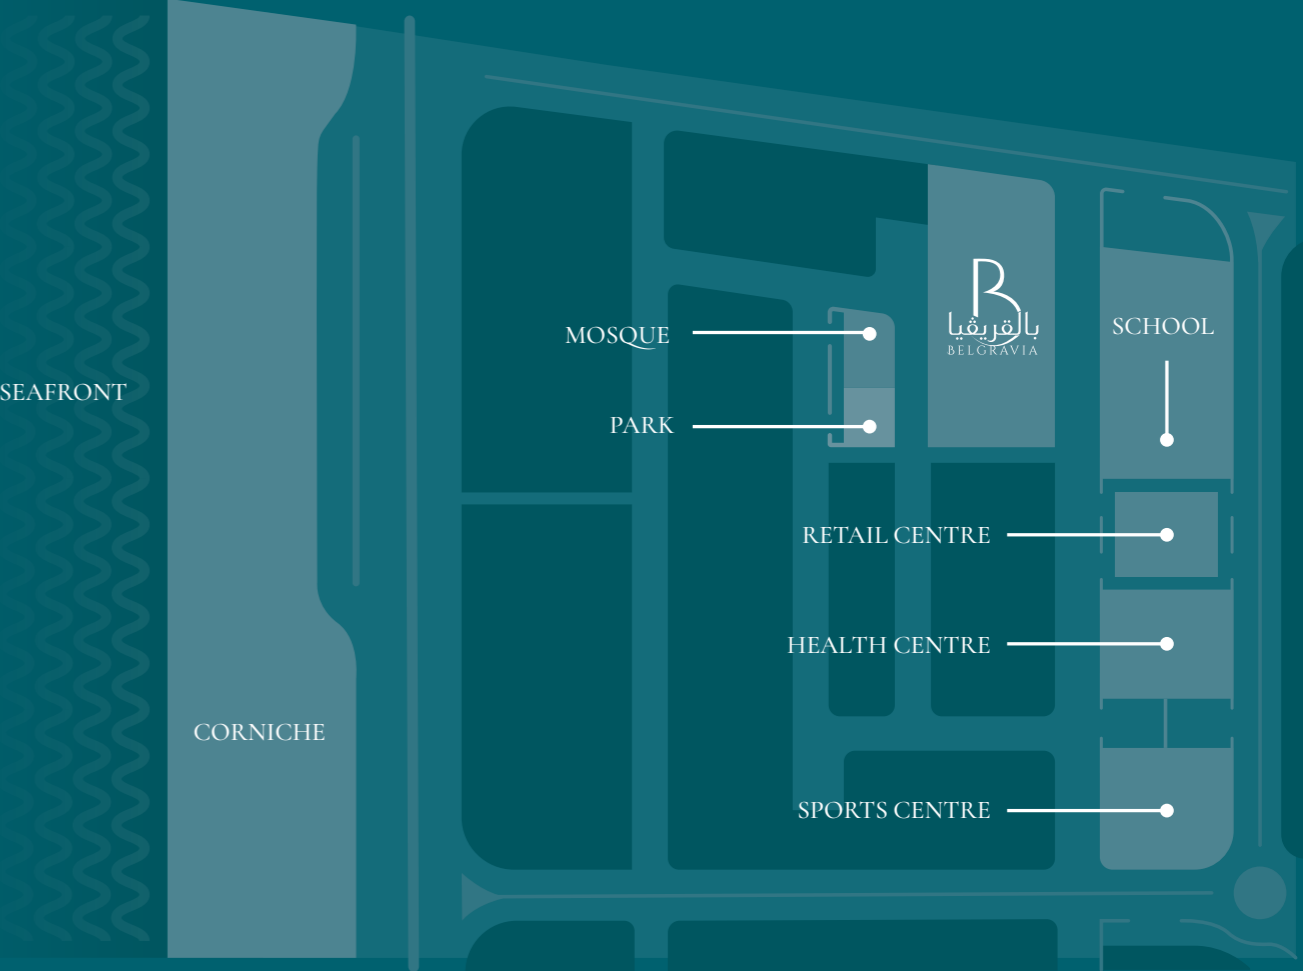 بالقريڤيا
BELGRAVIA
SCHOOL
MOSQUE
SEAFRONT
PARK
RETAIL CENTRE
HEALTH CENTRE
CORNICHE
SPORTS CENTRE